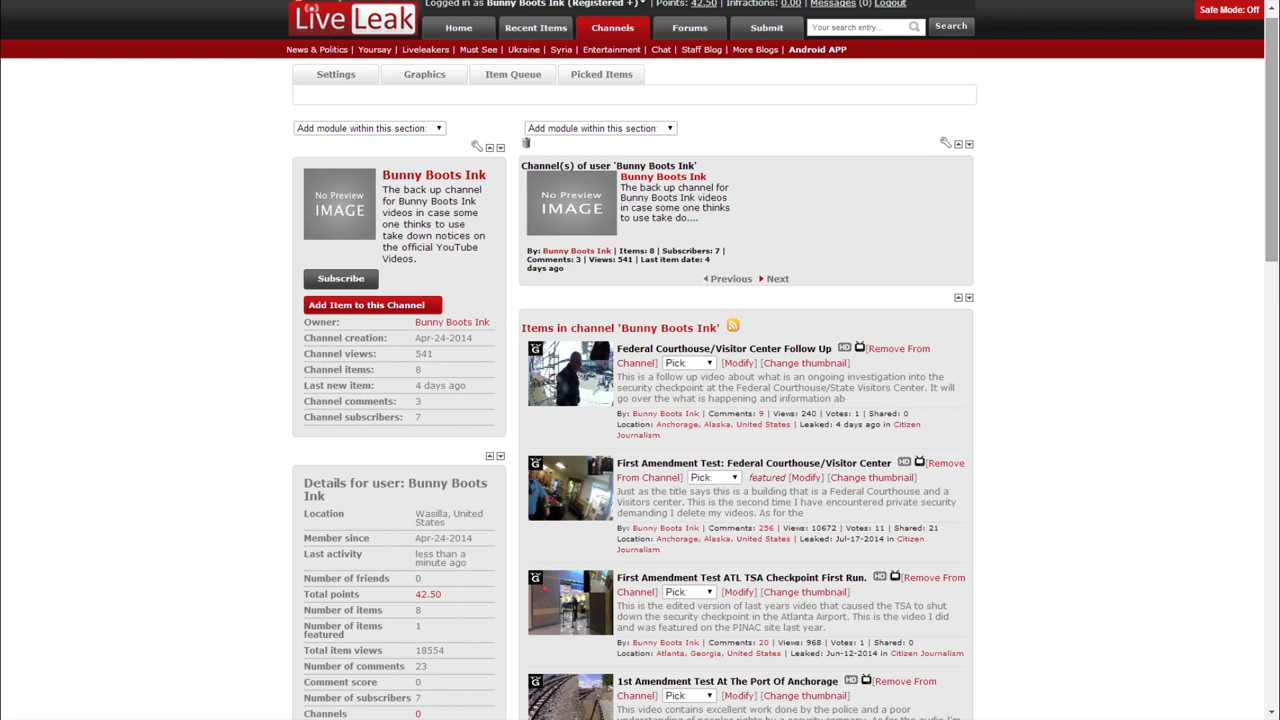 Logged in as Bunny Boots Ink (Registered +) | Points: 42.50 | Infractions: 0.00 | Messages (0) Logout
Safe Mode: Off
LiveLeak
Home Recent Items Channels Forums Submit Your search entry... Search
News & Politics | Yoursay | Liveleakers | Must See | Ukraine | Syria | Entertainment | Chat | Staff Blog | More Blogs | Android APP
Settings Graphics Item Queue Picked Items
Add module within this section:
Bunny Boots Ink
No Preview
IMAGE
The back up channel
for Bunny Boots Ink
videos in case some
one thinks to use
take down notices on
the official YouTube
Videos.
Subscribe
Add Item to this Channel
Owner: Bunny Boots Ink
Channel creation: Apr-24-2014
Channel views: 541
Channel items: 8
Last new item: 4 days ago
Channel comments: 3
Channel subscribers: 7
Details for user: Bunny Boots
Ink
Location Wasilla, United
States
Member since Apr-24-2014
Last activity less than a
minute ago
Number of friends 0
Total points 42.50
Number of items 8
Number of items
featured 1
Total item views 18554
Number of comments 23
Comment score 0
Number of subscribers 7
Channels 0
Add module within this section:
Channel(s) of user 'Bunny Boots Ink'
No Preview
IMAGE
Bunny Boots Ink
The back up channel for
Bunny Boots Ink videos
in case some one thinks
to use take do....
By: Bunny Boots Ink | Items: 8 | Subscribers: 7 |
Comments: 3 | Views: 541 | Last item date: 4
days ago
Previous Next
Items in channel 'Bunny Boots Ink'
Federal Courthouse/Visitor Center Follow Up HD [Remove From
Channel] Pick: [Modify] [Change thumbnail]
This is a follow up video about what is an ongoing investigation into the
security checkpoint at the Federal Courthouse/State Visitors Center. It will
go over the what is happening and information ab
By: Bunny Boots Ink | Comments: 9 | Views: 240 | Votes: 1 | Shared: 0
Location: Anchorage, Alaska, United States | Leaked: 4 days ago in Citizen
Journalism
First Amendment Test: Federal Courthouse/Visitor Center HD [Remove
From Channel] Pick: featured [Modify] [Change thumbnail]
Just as the title says this is a building that is a Federal Courthouse and a
Visitors center. This is the second time I have encountered private security
demanding I delete my videos. As for the
By: Bunny Boots Ink | Comments: 256 | Views: 10672 | Votes: 11 | Shared: 21
Location: Anchorage, Alaska, United States | Leaked: Jul-17-2014 in Citizen
Journalism
First Amendment Test ATL TSA Checkpoint First Run. HD [Remove From
Channel] Pick: [Modify] [Change thumbnail]
This is the edited version of last years video that caused the TSA to shut
down the security checkpoint in the Atlanta Airport. This is the video I did
and was featured on the PINAC site last year.
By: Bunny Boots Ink | Comments: 20 | Views: 968 | Votes: 1 | Shared: 0
Location: Atlanta, Georgia, United States | Leaked: Jun-12-2014 in Citizen Journalism
1st Amendment Test At The Port Of Anchorage HD [Remove From
Channel] Pick: [Modify] [Change thumbnail]
This video contains excellent work done by the police and a poor